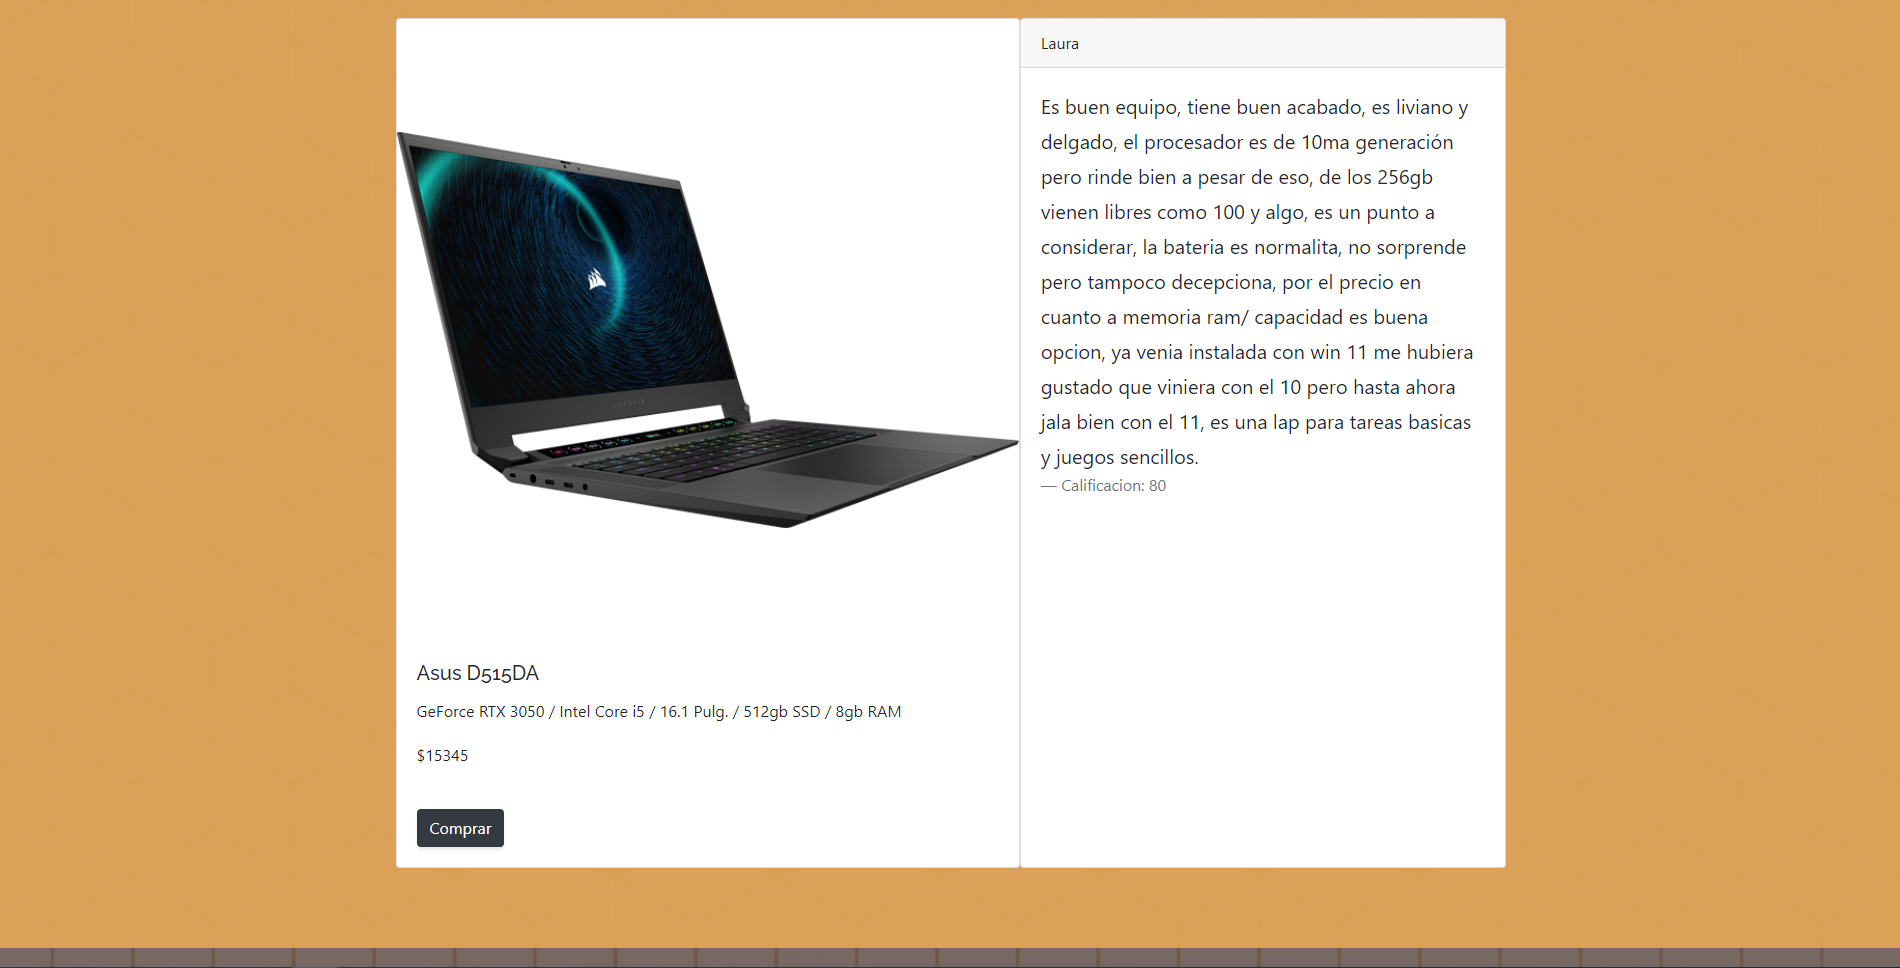 Laura
Es buen equipo, tiene buen acabado, es liviano y
delgado, el procesador es de 10ma generación
pero rinde bien a pesar de eso, de los 256gb
vienen libres como 100 y algo, es un punto a
considerar, la bateria es normalita, no sorprende
pero tampoco decepciona, por el precio en
cuanto a memoria ram/ capacidad es buena
opcion, ya venia instalada con win 11 me hubiera
gustado que viniera con el 10 pero hasta ahora
jala bien con el 11, es una lap para tareas basicas
y juegos sencillos.
— Calificacion: 80
CORSAIR
Asus D515DA
GeForce RTX 3050 / Intel Core i5 / 16.1 Pulg. / 512gb SSD / 8gb RAM
$15345
Comprar